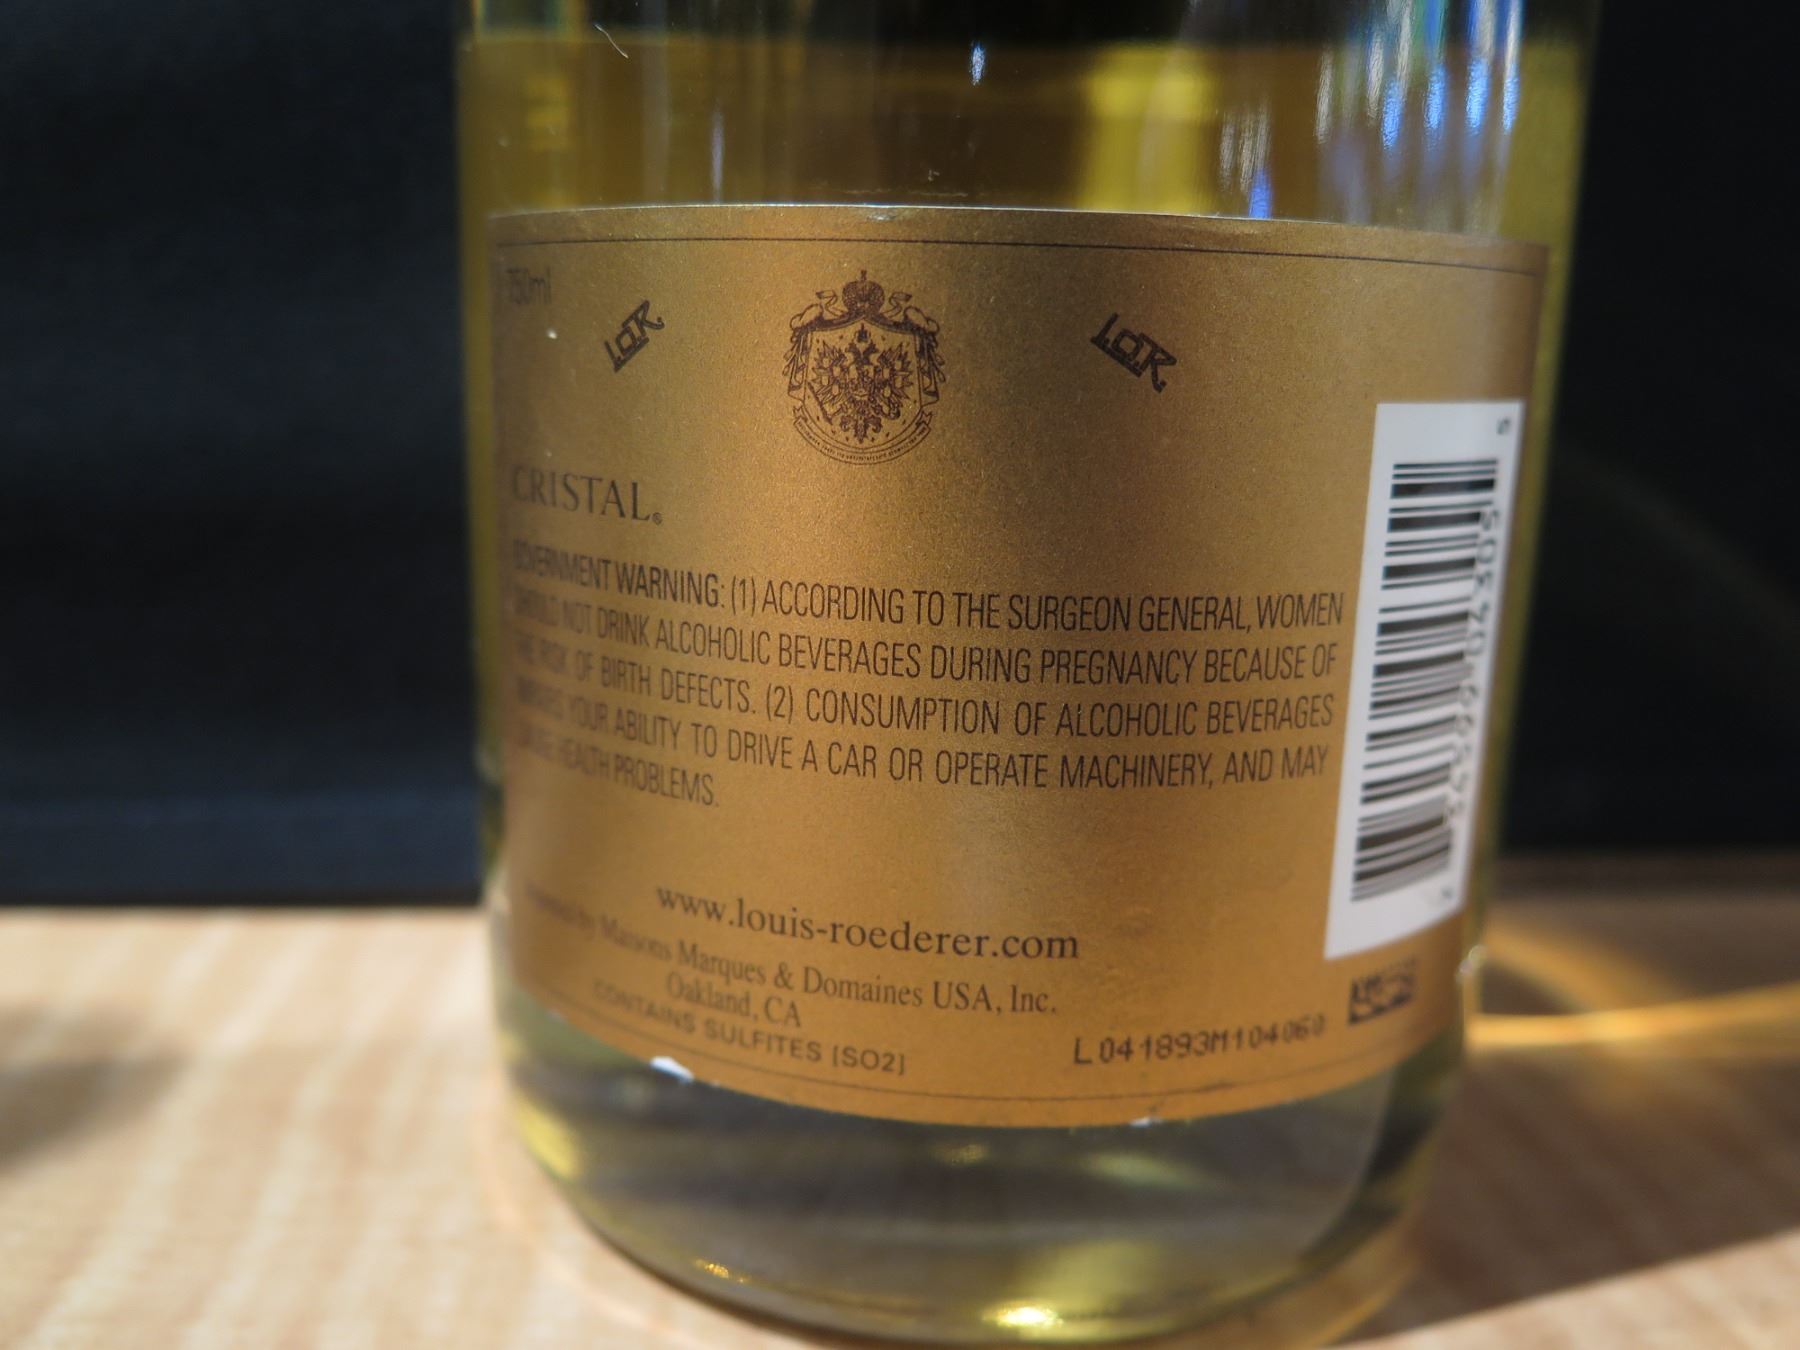 750ml
L.O.R. L.O.R.
CRISTAL®
GOVERNMENT WARNING: (1) ACCORDING TO THE SURGEON GENERAL, WOMEN
SHOULD NOT DRINK ALCOHOLIC BEVERAGES DURING PREGNANCY BECAUSE OF
THE RISK OF BIRTH DEFECTS. (2) CONSUMPTION OF ALCOHOLIC BEVERAGES
IMPAIRS YOUR ABILITY TO DRIVE A CAR OR OPERATE MACHINERY, AND MAY
CAUSE HEALTH PROBLEMS.
www.louis-roederer.com
Imported by Maisons Marques & Domaines USA, Inc.
Oakland, CA
CONTAINS SULFITES [SO2]
L041893M104060